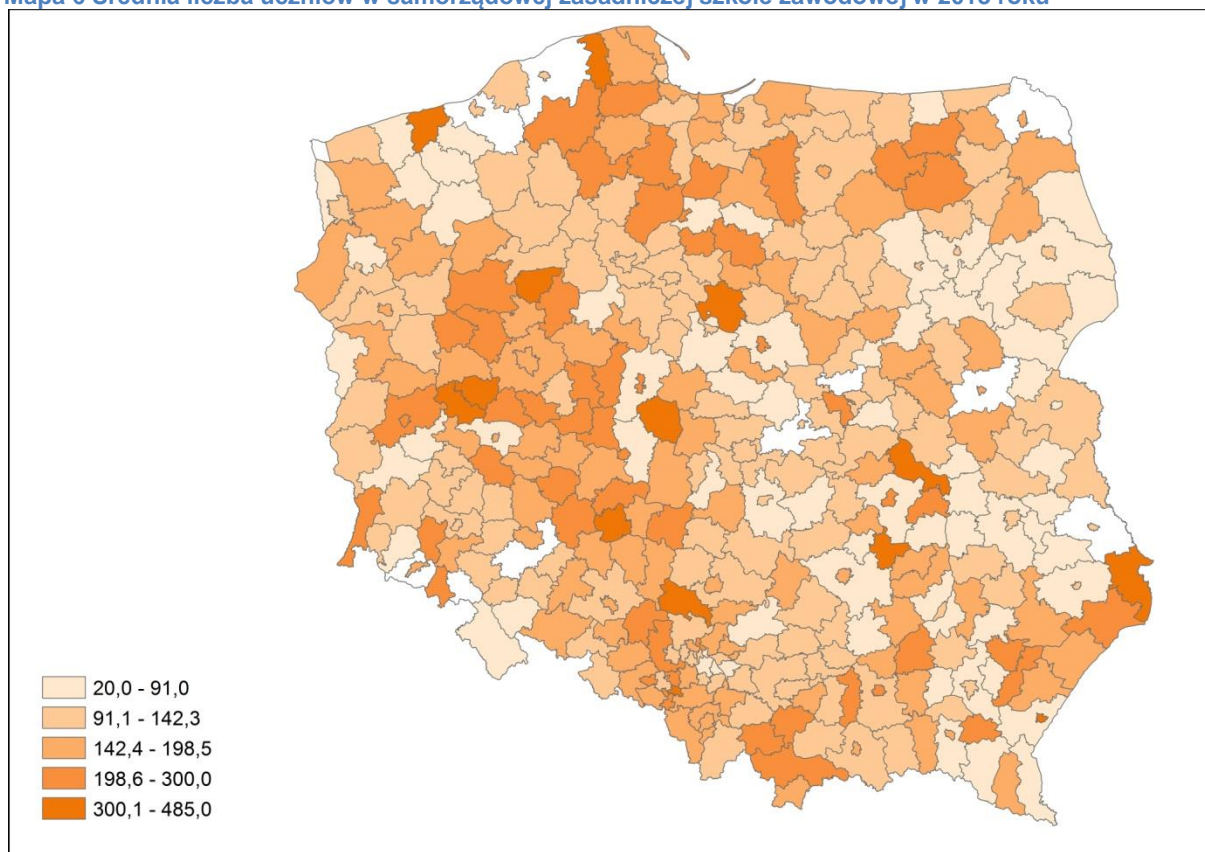 Mapa 6 Średnia liczba uczniów w samorządowej zasadniczej szkole zawodowej w 2013 roku
20,0 - 91,0
91,1 - 142,3
142,4 - 198,5
198,6 - 300,0
300,1 - 485,0